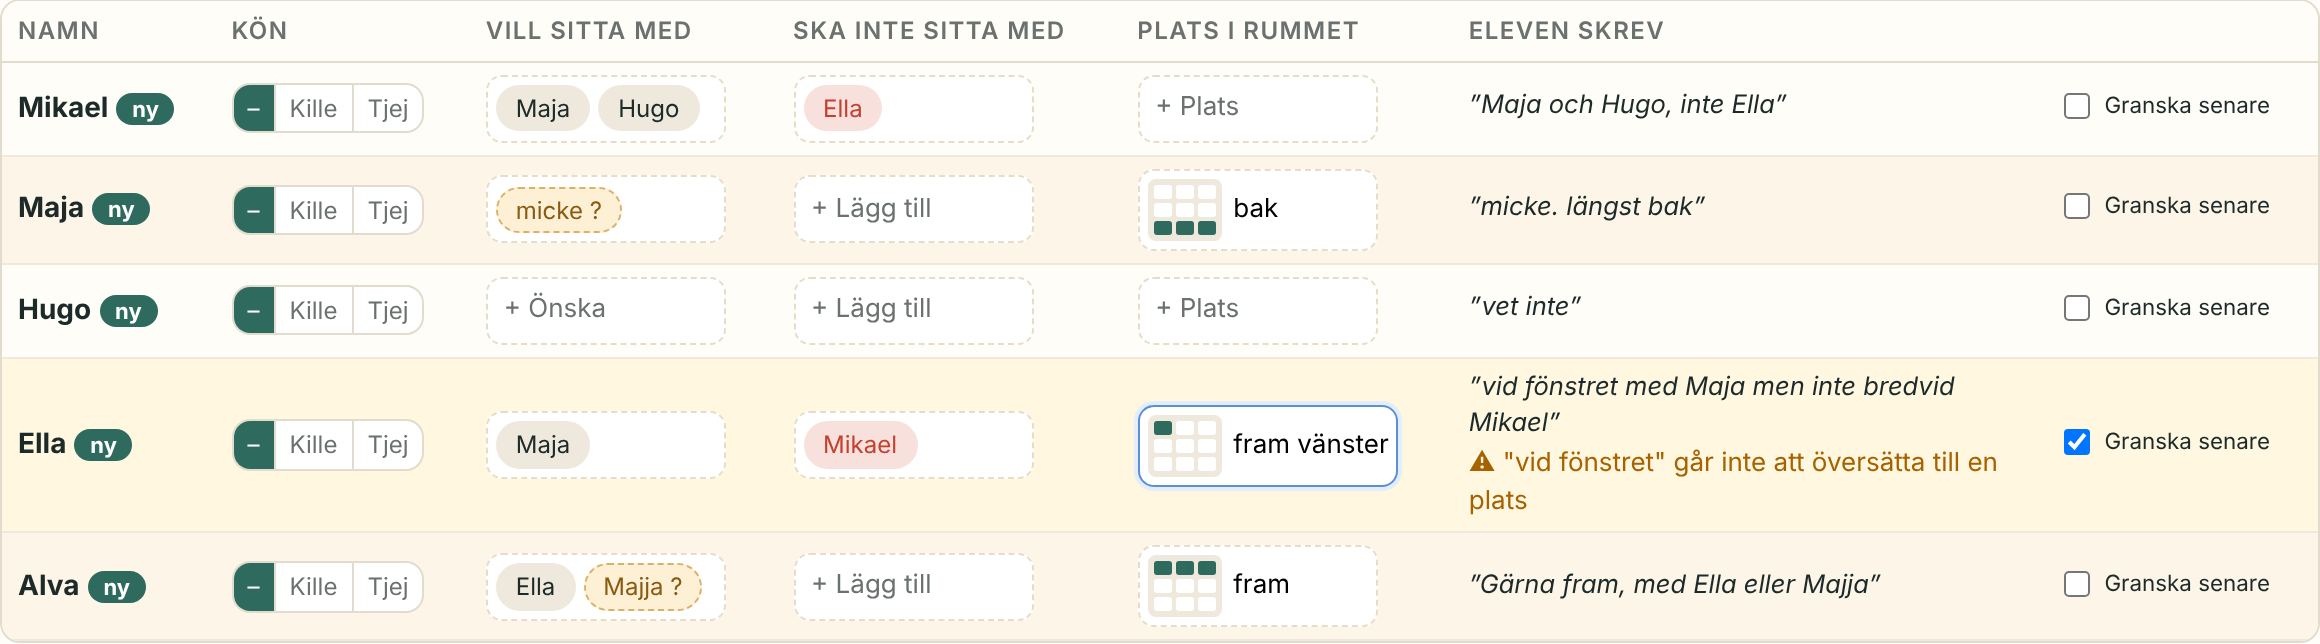 NAMN KÖN VILL SITTA MED SKA INTE SITTA MED PLATS I RUMMET ELEVEN SKREV
Mikael ny – Kille Tjej Maja Hugo Ella + Plats ”Maja och Hugo, inte Ella” Granska senare
Maja ny – Kille Tjej micke ? + Lägg till bak ”micke. längst bak” Granska senare
Hugo ny – Kille Tjej + Önska + Lägg till + Plats ”vet inte” Granska senare
Ella ny – Kille Tjej Maja Mikael fram vänster ”vid fönstret med Maja men inte bredvid
Mikael” Granska senare
⚠ "vid fönstret" går inte att översätta till en
plats
Alva ny – Kille Tjej Ella Majja ? + Lägg till fram ”Gärna fram, med Ella eller Majja” Granska senare